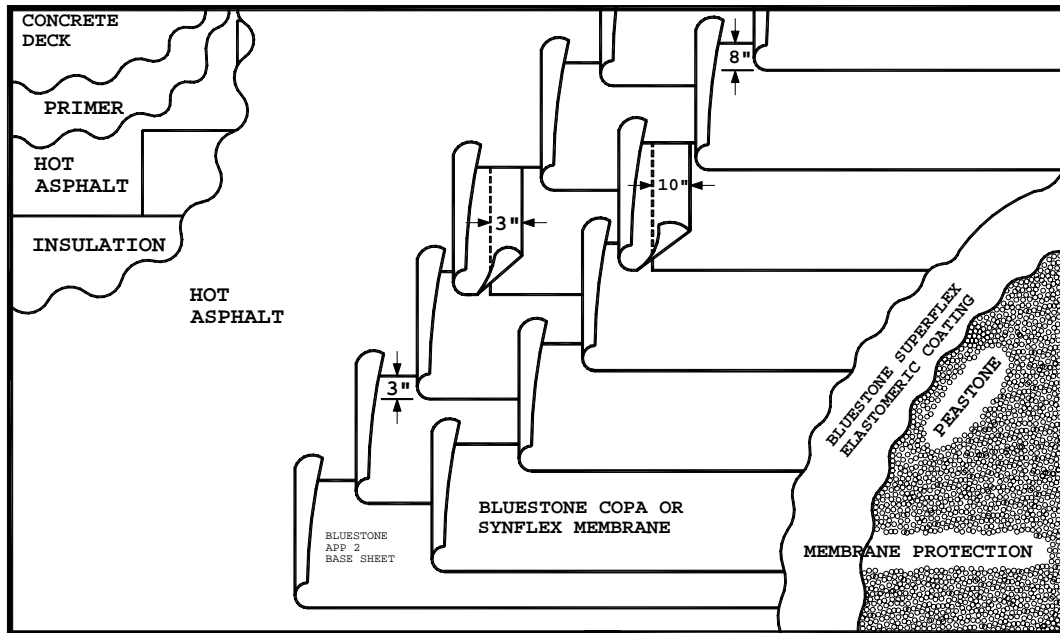 CONCRETE
DECK
PRIMER
HOT
ASPHALT
INSULATION
HOT
ASPHALT
8"
10"
3"
3"
BLUESTONE
APP 2
BASE SHEET
BLUESTONE COPA OR
SYNFLEX MEMBRANE
BLUESTONE SUPERFLEX
ELASTOMERIC COATING
PEASTONE
MEMBRANE PROTECTION